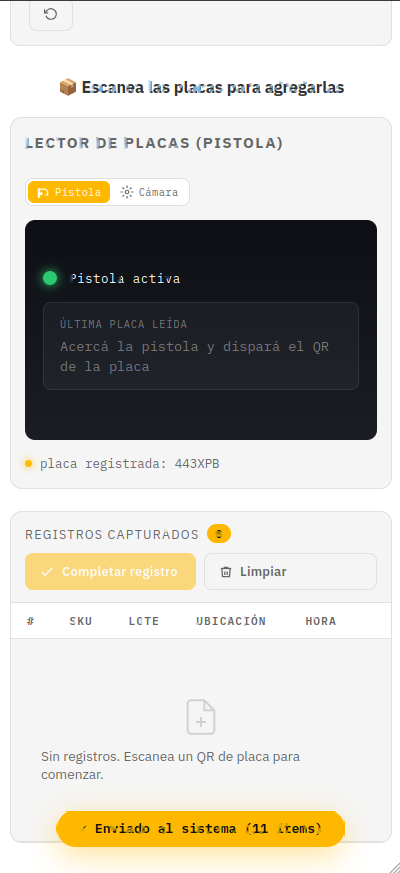 📦 Escanea las placas para agregarlas
LECTOR DE PLACAS (PISTOLA)
Pistola Cámara
Pistola activa
ÚLTIMA PLACA LEÍDA
Acercá la pistola y dispará el QR
de la placa
placa registrada: 443XPB
REGISTROS CAPTURADOS
Completar registro Limpiar
# SKU LOTE UBICACIÓN HORA
Sin registros. Escanea un QR de placa para
comenzar.
Enviado al sistema (11 items)